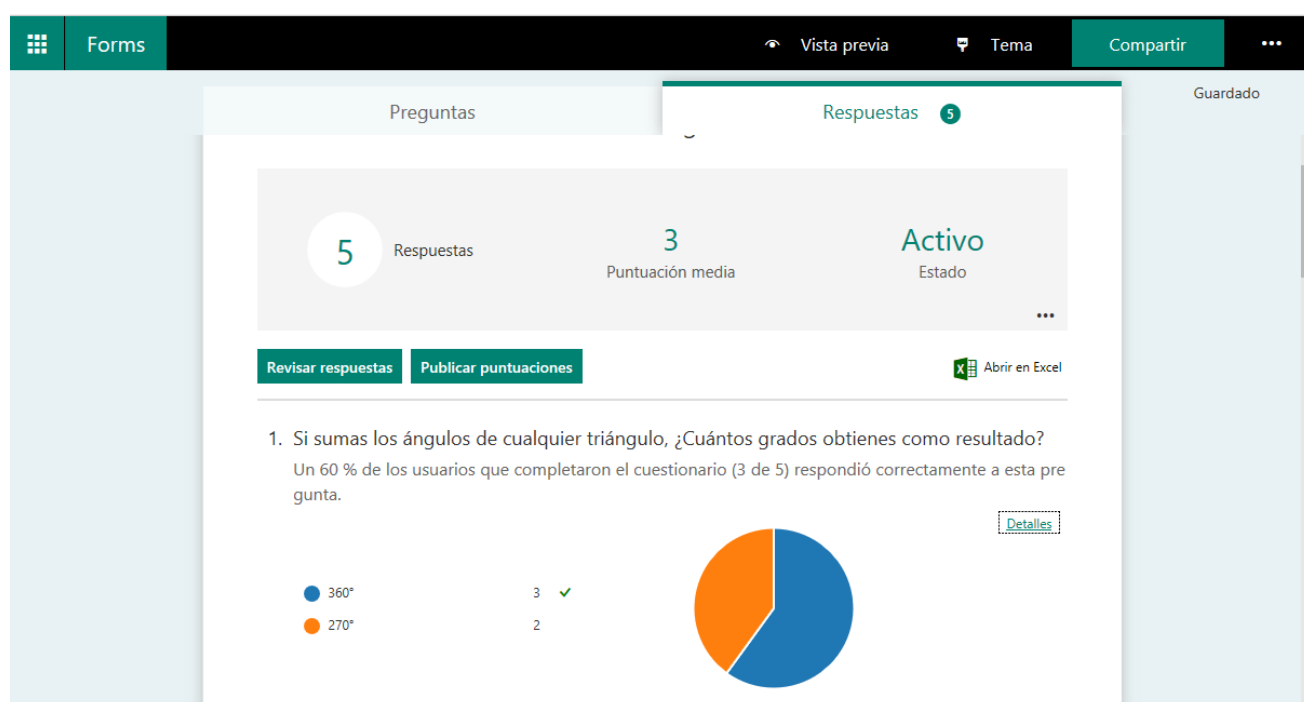 Forms
Vista previa
Tema
Compartir
Guardado
Preguntas
Respuestas 5
5 Respuestas
3
Puntuación media
Activo
Estado
Revisar respuestas
Publicar puntuaciones
Abrir en Excel
1. Si sumas los ángulos de cualquier triángulo, ¿Cuántos grados obtienes como resultado?
Un 60 % de los usuarios que completaron el cuestionario (3 de 5) respondió correctamente a esta pre
gunta.
Detalles
360° 3
270° 2